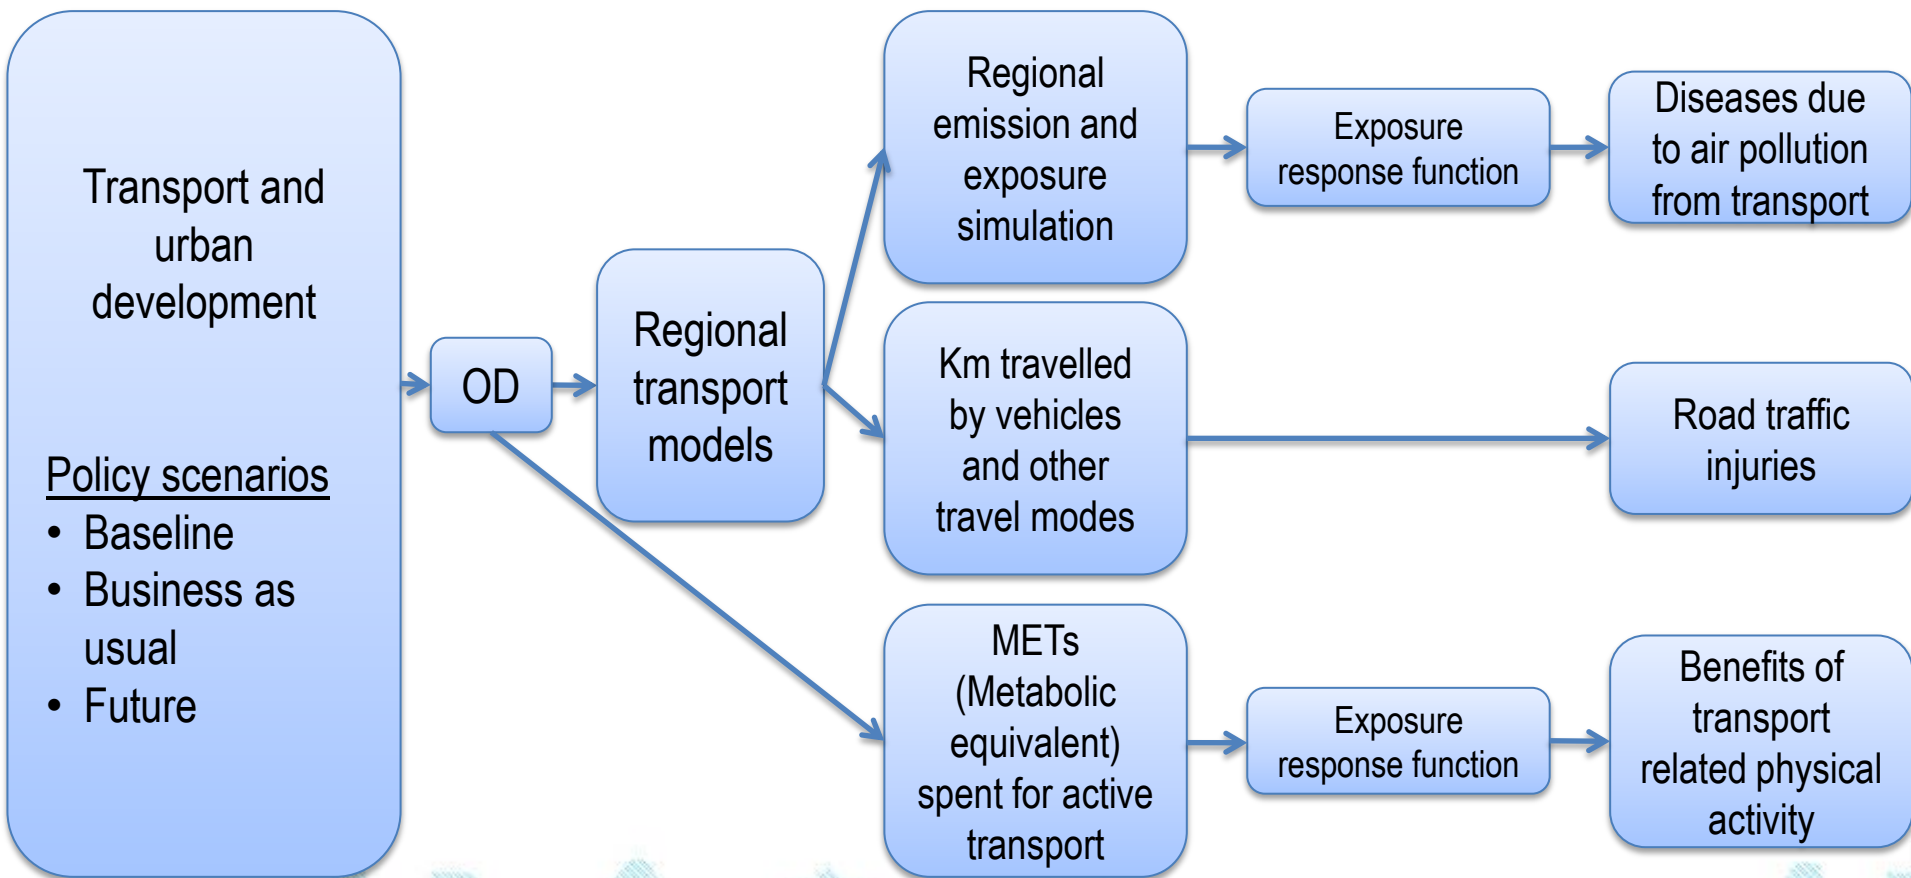 Transport and
urban
development
Policy scenarios
• Baseline
• Business as
usual
• Future
OD
Regional
transport
models
Regional
emission and
exposure
simulation
Exposure
response function
Diseases due
to air pollution
from transport
Km travelled
by vehicles
and other
travel modes
Road traffic
injuries
METs
(Metabolic
equivalent)
spent for active
transport
Exposure
response function
Benefits of
transport
related physical
activity